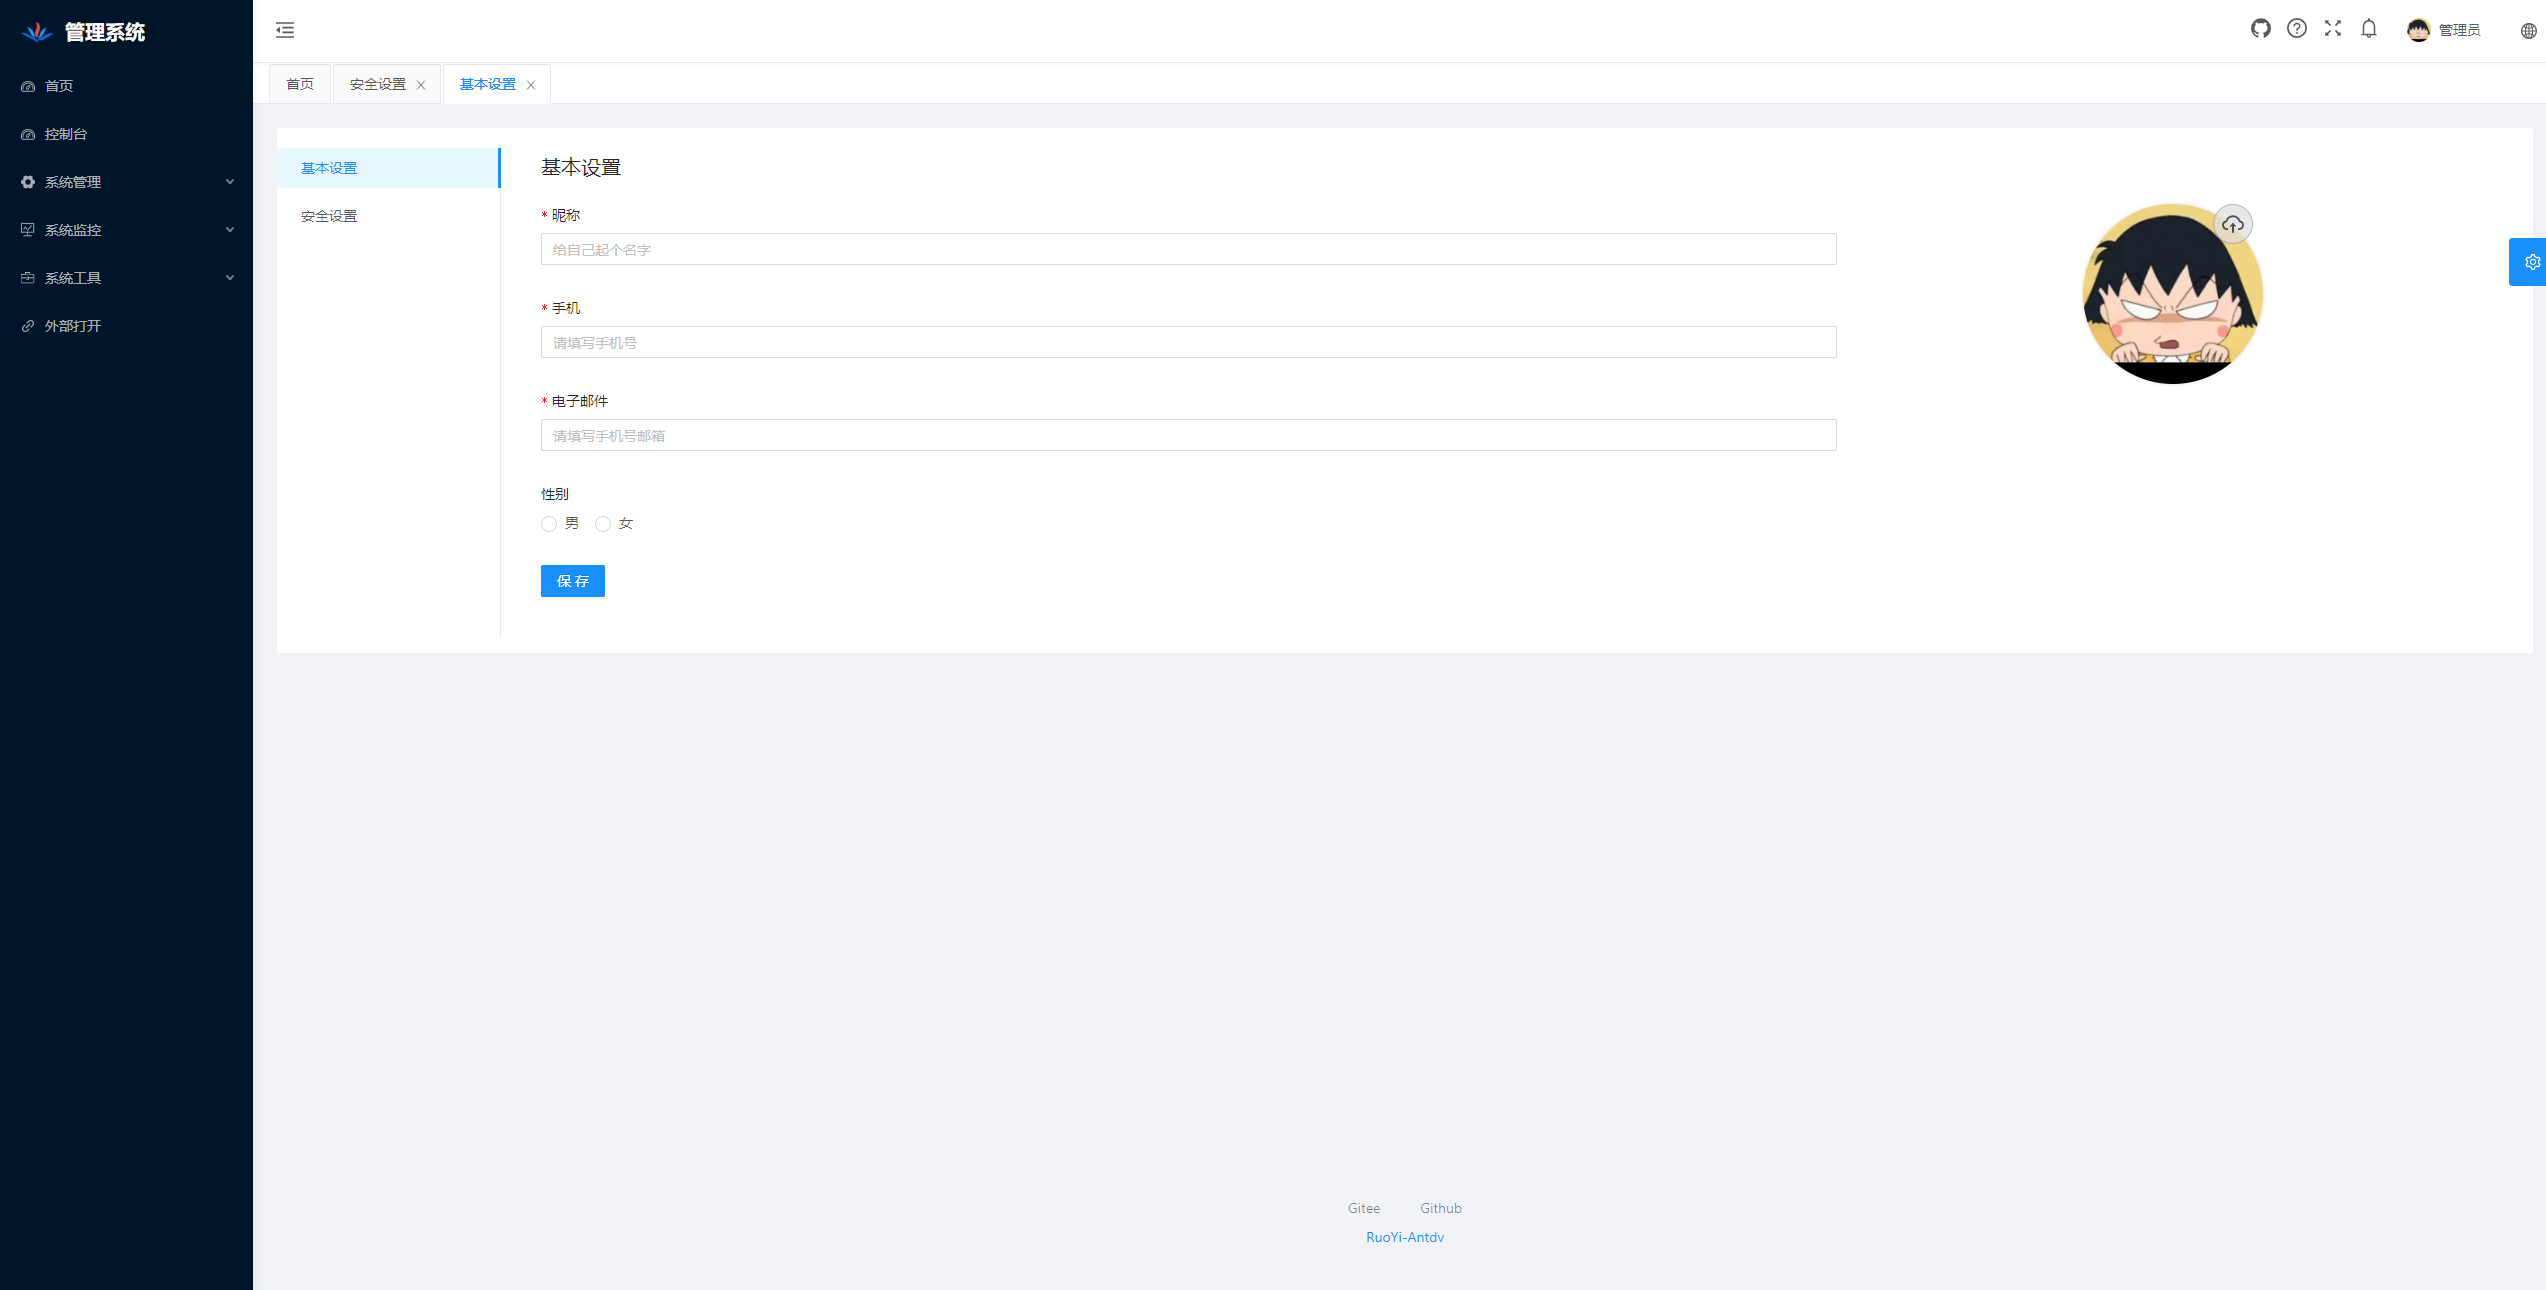 管理系统
管理员
首页
控制台
系统管理
系统监控
系统工具
外部打开
首页 安全设置 基本设置
基本设置
安全设置
基本设置
* 昵称
给自己起个名字
* 手机
请填写手机号
* 电子邮件
请填写手机号邮箱
性别
男 女
保 存
Gitee Github
RuoYi-Antdv